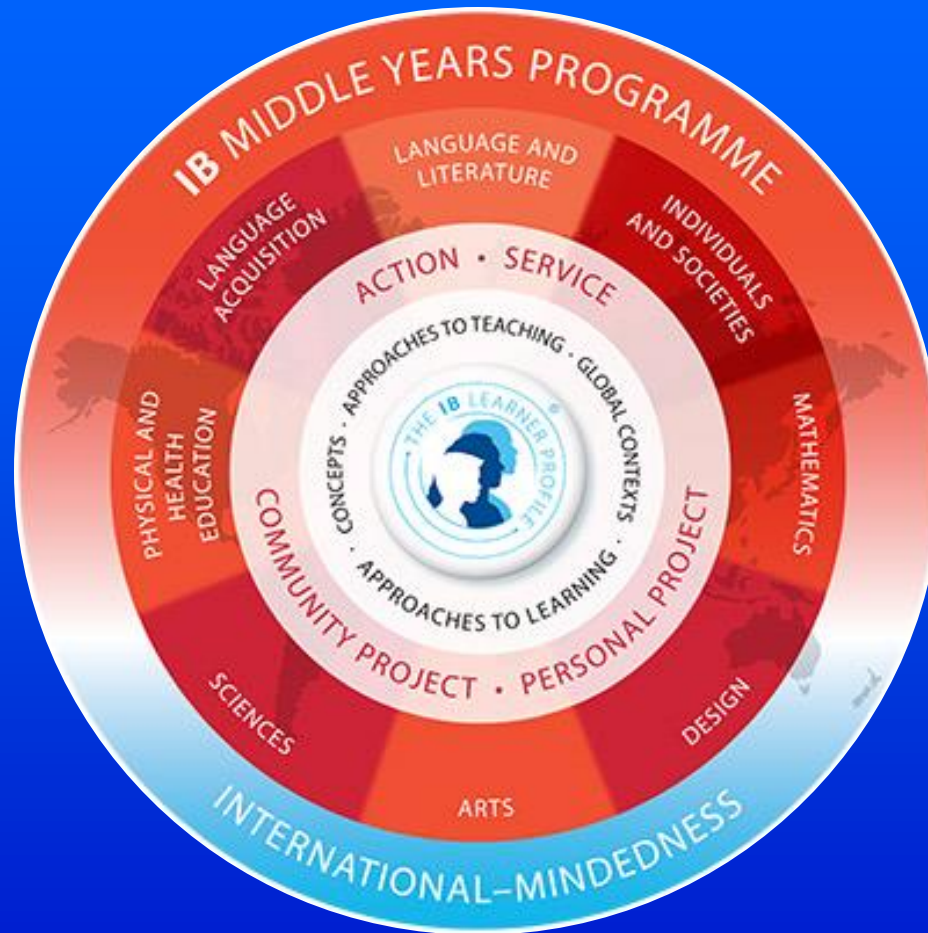 IB MIDDLE YEARS PROGRAMME
LANGUAGE AND
LITERATURE
INDIVIDUALS
AND SOCIETIES
MATHEMATICS
DESIGN
ARTS
SCIENCES
PHYSICAL AND
HEALTH
EDUCATION
LANGUAGE
ACQUISITION
ACTION • SERVICE
PERSONAL PROJECT
COMMUNITY PROJECT •
APPROACHES TO TEACHING •
GLOBAL CONTEXTS •
APPROACHES TO LEARNING •
CONCEPTS •
THE IB LEARNER PROFILE ®
INTERNATIONAL–MINDEDNESS